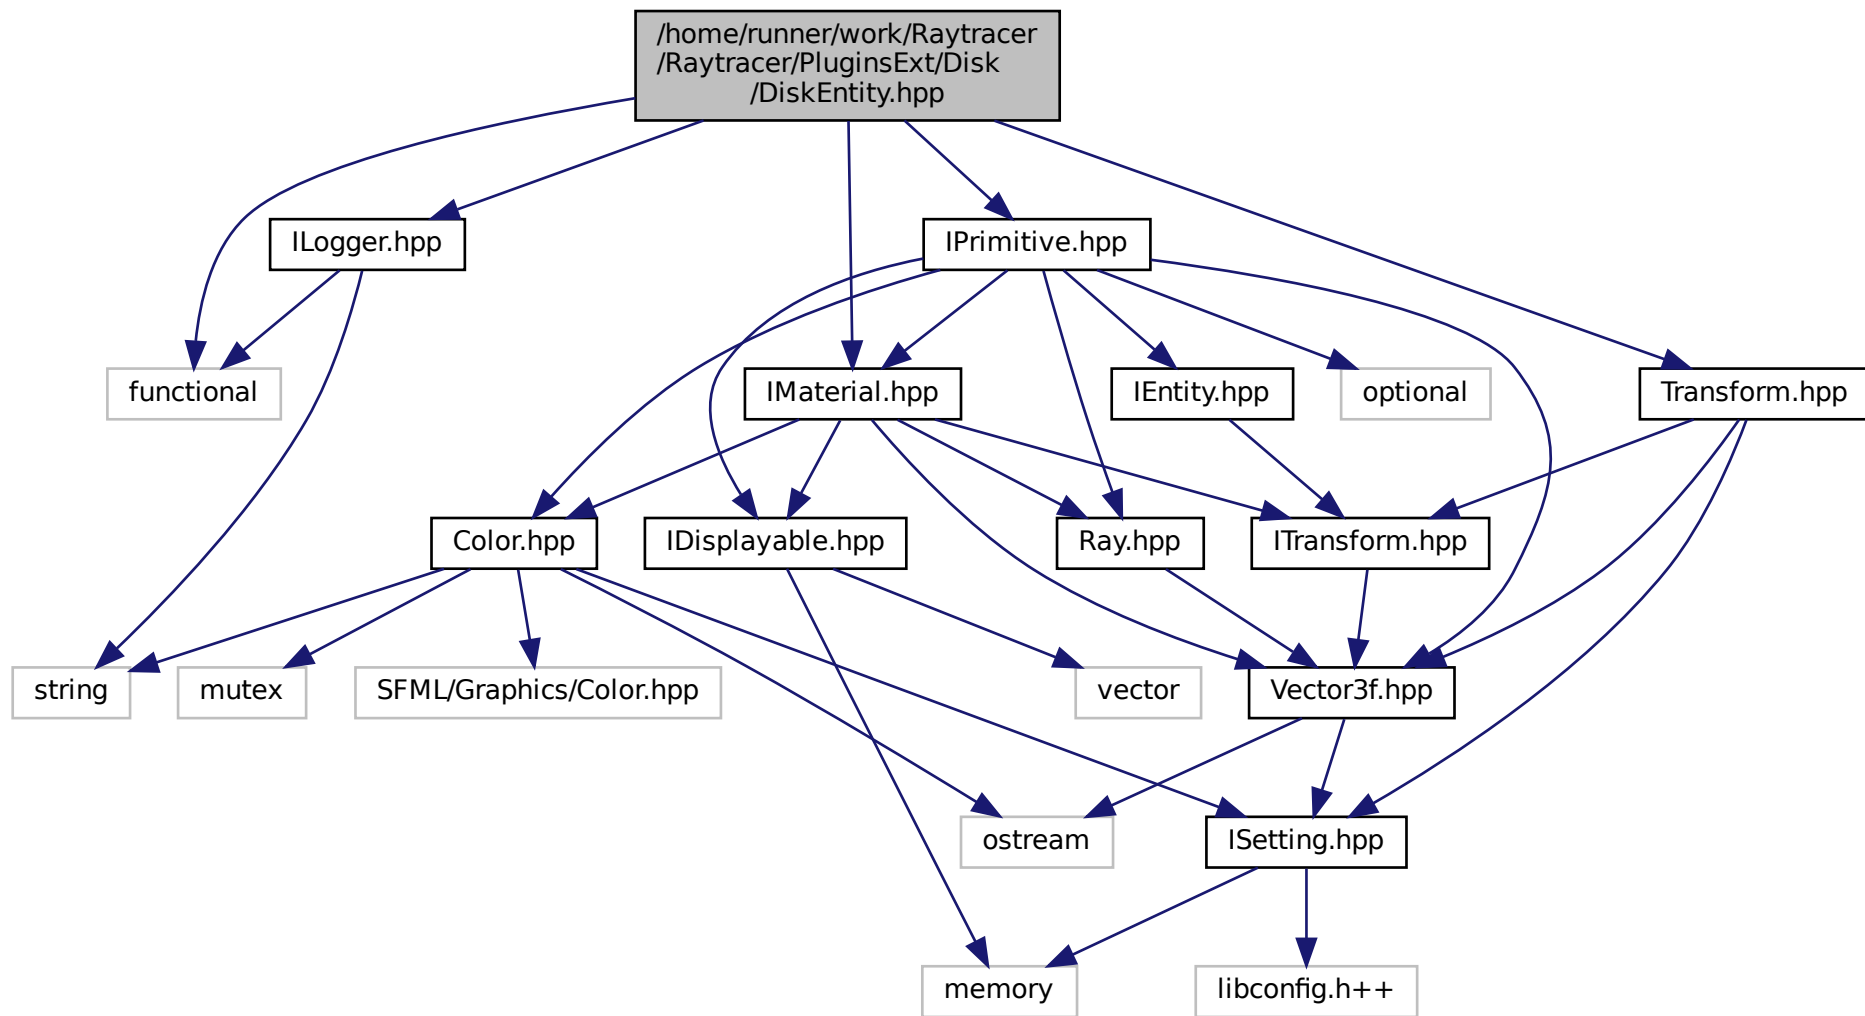 /home/runner/work/Raytracer
/Raytracer/PluginsExt/Disk
/DiskEntity.hpp
ILogger.hpp
IPrimitive.hpp
functional
IMaterial.hpp
IEntity.hpp
optional
Transform.hpp
Color.hpp
IDisplayable.hpp
Ray.hpp
ITransform.hpp
string
mutex
SFML/Graphics/Color.hpp
vector
Vector3f.hpp
ostream
ISetting.hpp
memory
libconfig.h++